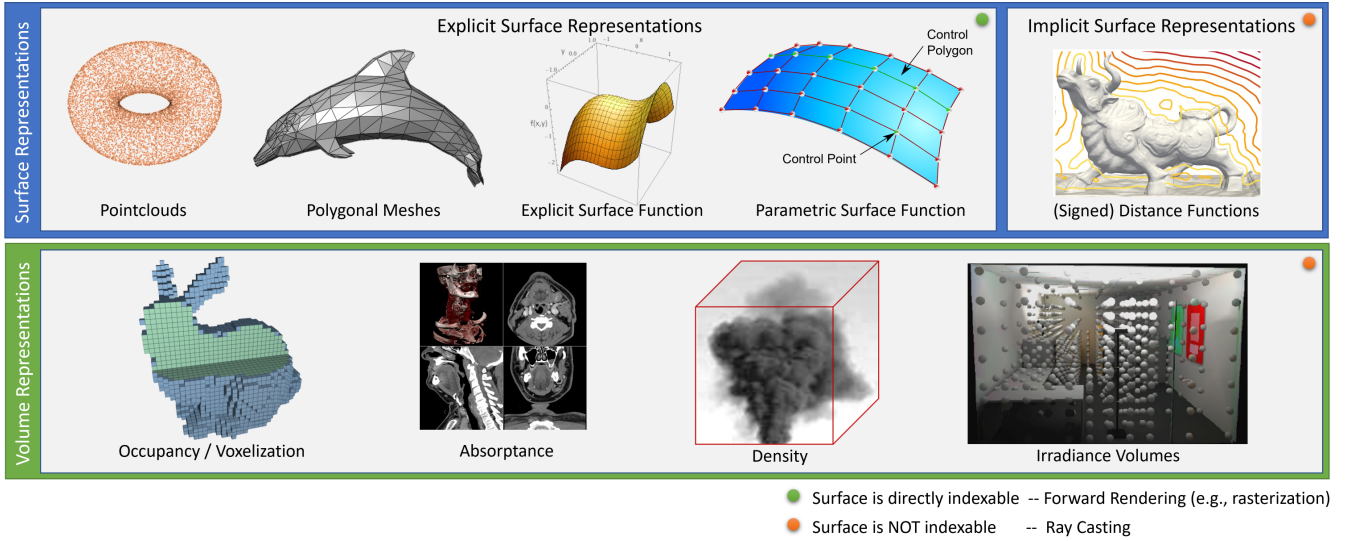 Surface Representations
Explicit Surface Representations
Implicit Surface Representations
Control
Polygon
Control Point
y
f(x,y)
Pointclouds
Polygonal Meshes
Explicit Surface Function
Parametric Surface Function
(Signed) Distance Functions
Volume Representations
Occupancy / Voxelization
Absorptance
Density
Irradiance Volumes
Surface is directly indexable -- Forward Rendering (e.g., rasterization)
Surface is NOT indexable -- Ray Casting